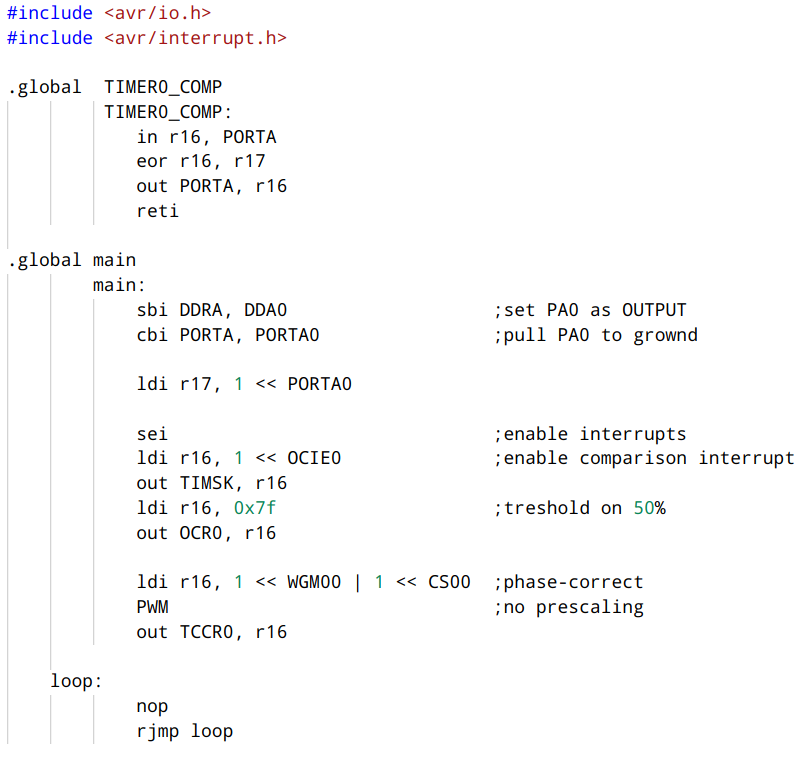 #include <avr/io.h>
#include <avr/interrupt.h>
.global  TIMER0_COMP
TIMER0_COMP:
in r16, PORTA
eor r16, r17
out PORTA, r16
reti
.global main
main:
sbi DDRA, DDA0 ;set PA0 as OUTPUT
cbi PORTA, PORTA0 ;pull PA0 to grownd
ldi r17, 1 << PORTA0
sei ;enable interrupts
ldi r16, 1 << OCIE0 ;enable comparison interrupt
out TIMSK, r16
ldi r16, 0x7f ;treshold on 50%
out OCR0, r16
ldi r16, 1 << WGM00 | 1 << CS00 ;phase-correct
PWM ;no prescaling
out TCCR0, r16
loop:
nop
rjmp loop